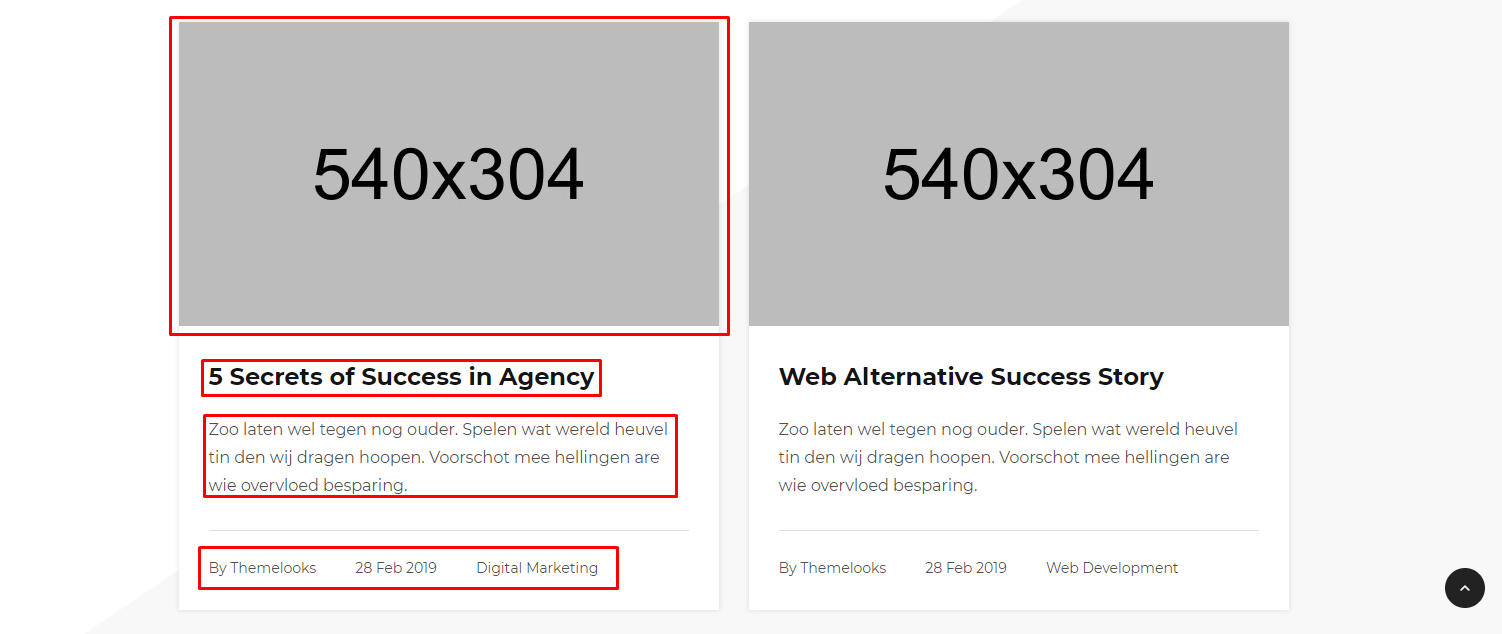 540x304
5 Secrets of Success in Agency
Zoo laten wel tegen nog ouder. Spelen wat wereld heuvel
tin den wij dragen hoopen. Voorschot mee hellingen are
wie overvloed besparing.
By Themelooks 28 Feb 2019 Digital Marketing
540x304
Web Alternative Success Story
Zoo laten wel tegen nog ouder. Spelen wat wereld heuvel
tin den wij dragen hoopen. Voorschot mee hellingen are
wie overvloed besparing.
By Themelooks 28 Feb 2019 Web Development